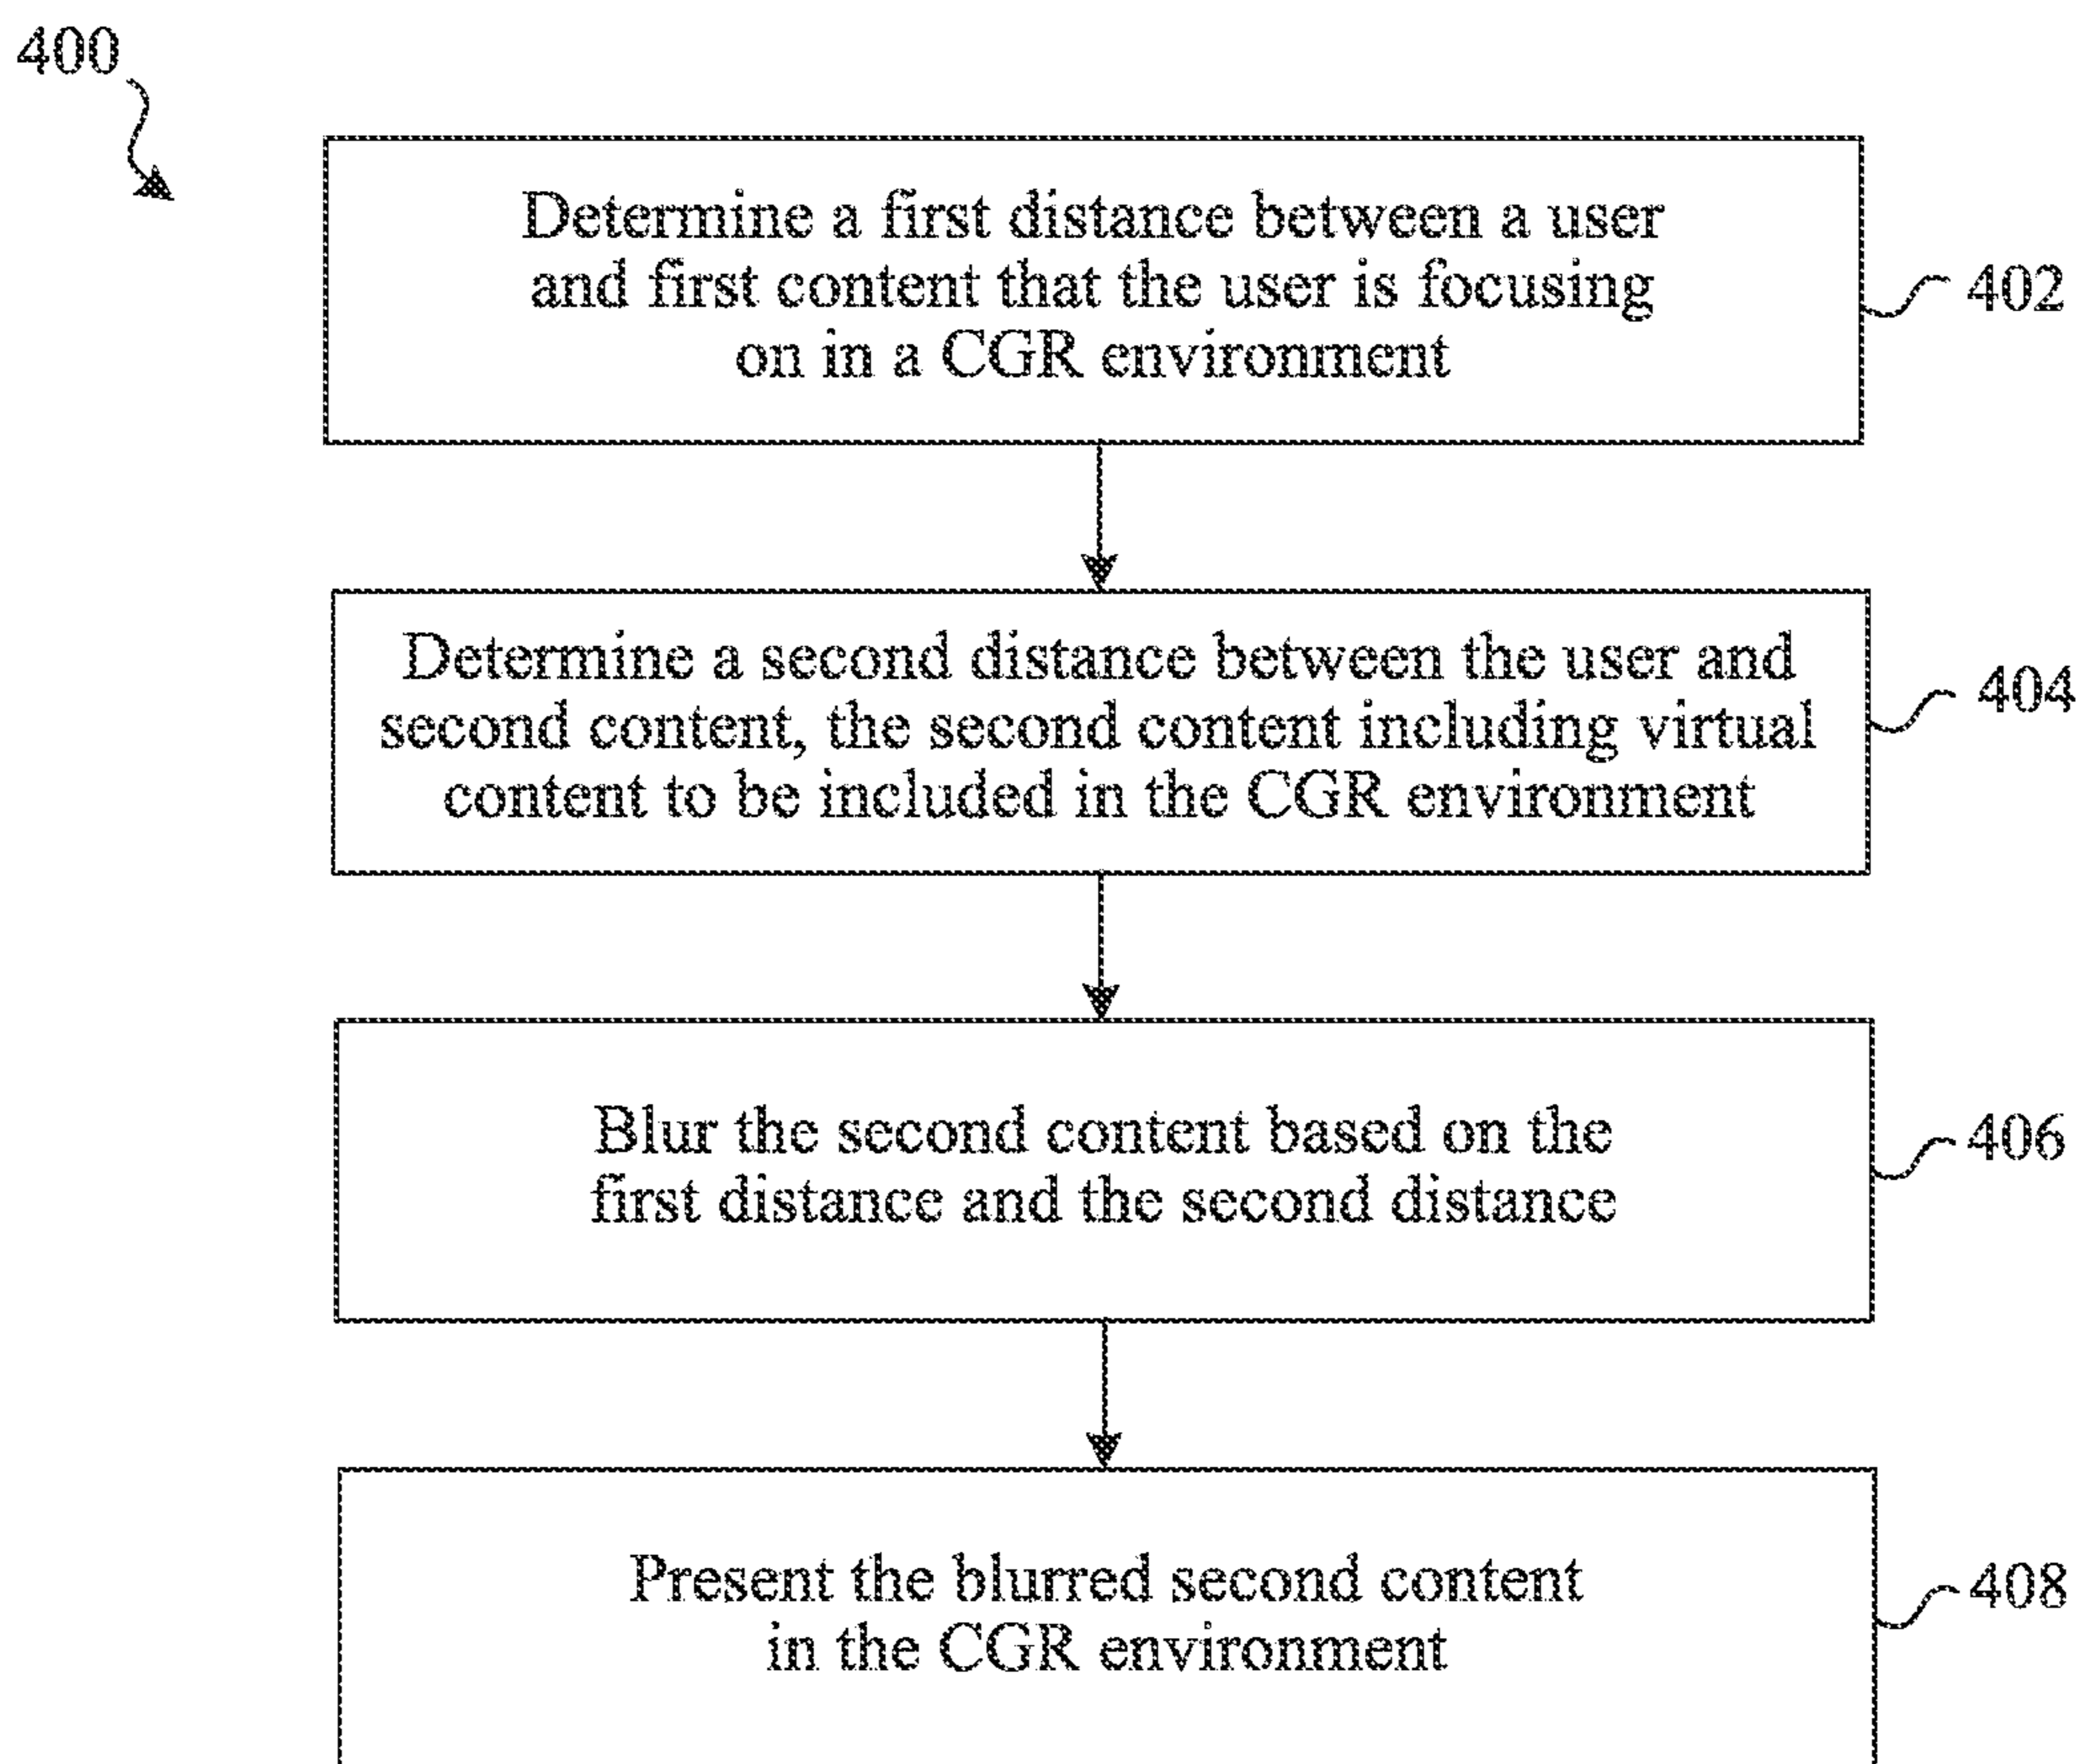 400
Determine a first distance between a user
and first content that the user is focusing
on in a CGR environment
402
Determine a second distance between the user and
second content, the second content including virtual
content to be included in the CGR environment
404
Blur the second content based on the
first distance and the second distance
406
Present the blurred second content
in the CGR environment
408